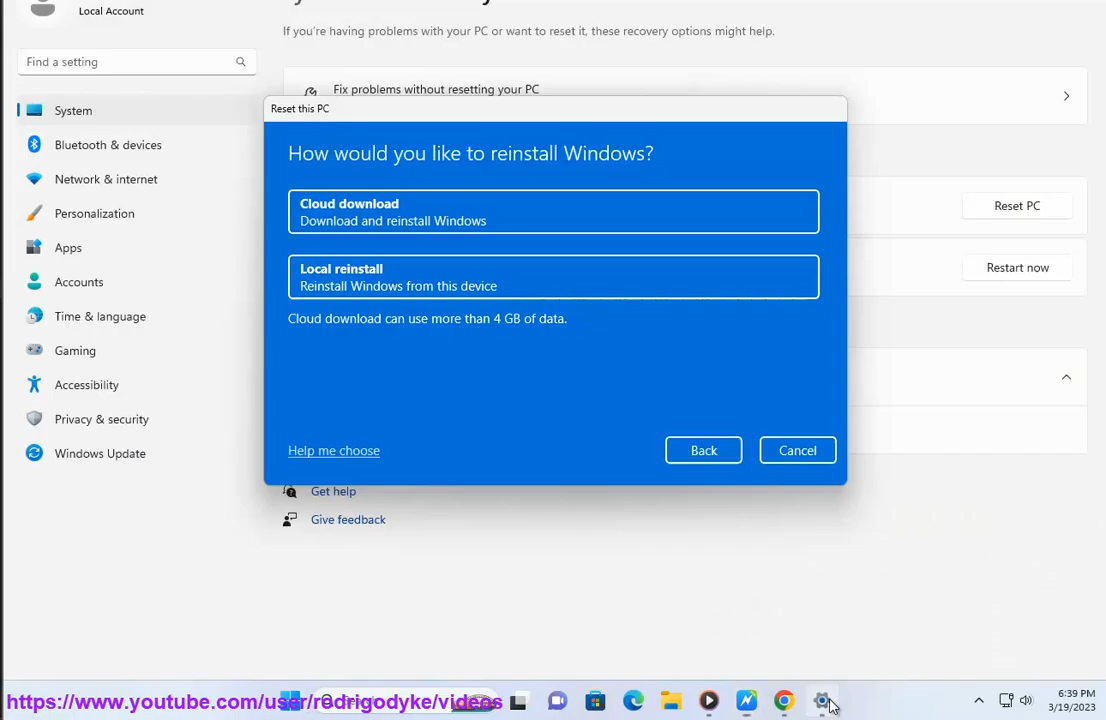 Local Account
If you're having problems with your PC or want to reset it, these recovery options might help.
Find a setting
Fix problems without resetting your PC
Reset this PC
System
How would you like to reinstall Windows?
Bluetooth & devices
Network & internet
Cloud download
Download and reinstall Windows
Reset PC
Personalization
Apps
Local reinstall
Reinstall Windows from this device
Restart now
Accounts
Time & language
Cloud download can use more than 4 GB of data.
Gaming
Accessibility
Privacy & security
Help me choose
Back
Cancel
Windows Update
Get help
Give feedback
https://www.youtube.com/user/redrigodyke/videos
6:39 PM
3/19/2023